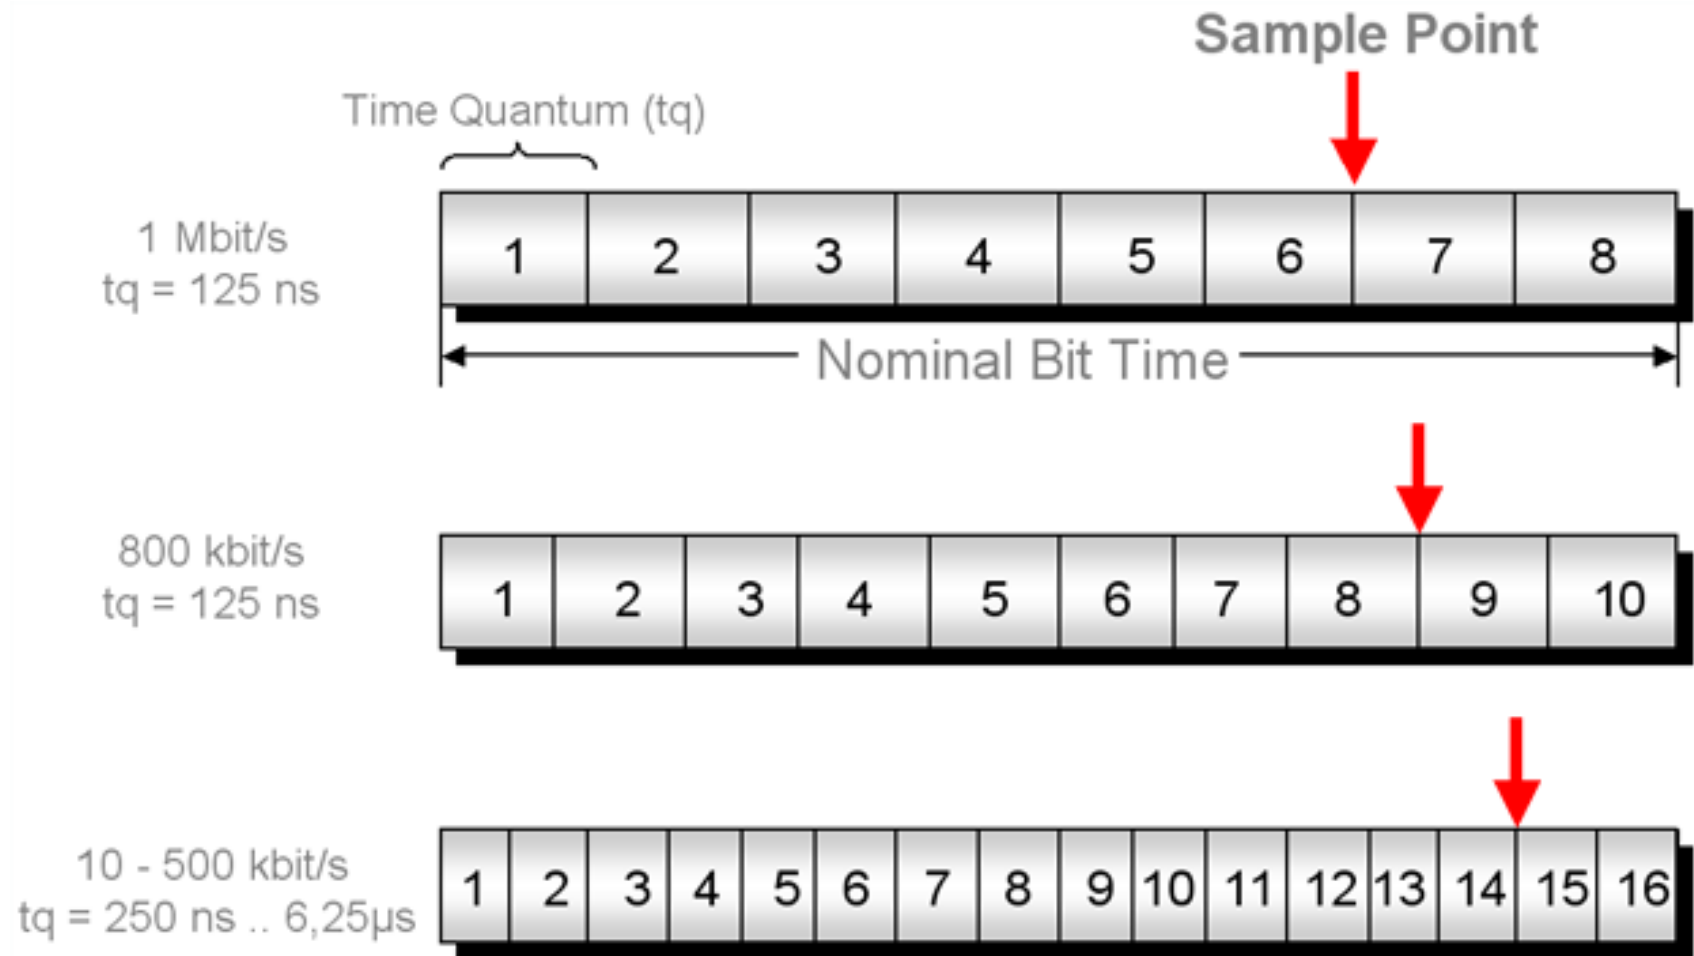 Sample Point
Time Quantum (tq)
1 Mbit/s
tq = 125 ns
1 2 3 4 5 6 7 8
Nominal Bit Time
800 kbit/s
tq = 125 ns
1 2 3 4 5 6 7 8 9 10
10 - 500 kbit/s
tq = 250 ns .. 6,25µs
1 2 3 4 5 6 7 8 9 10 11 12 13 14 15 16